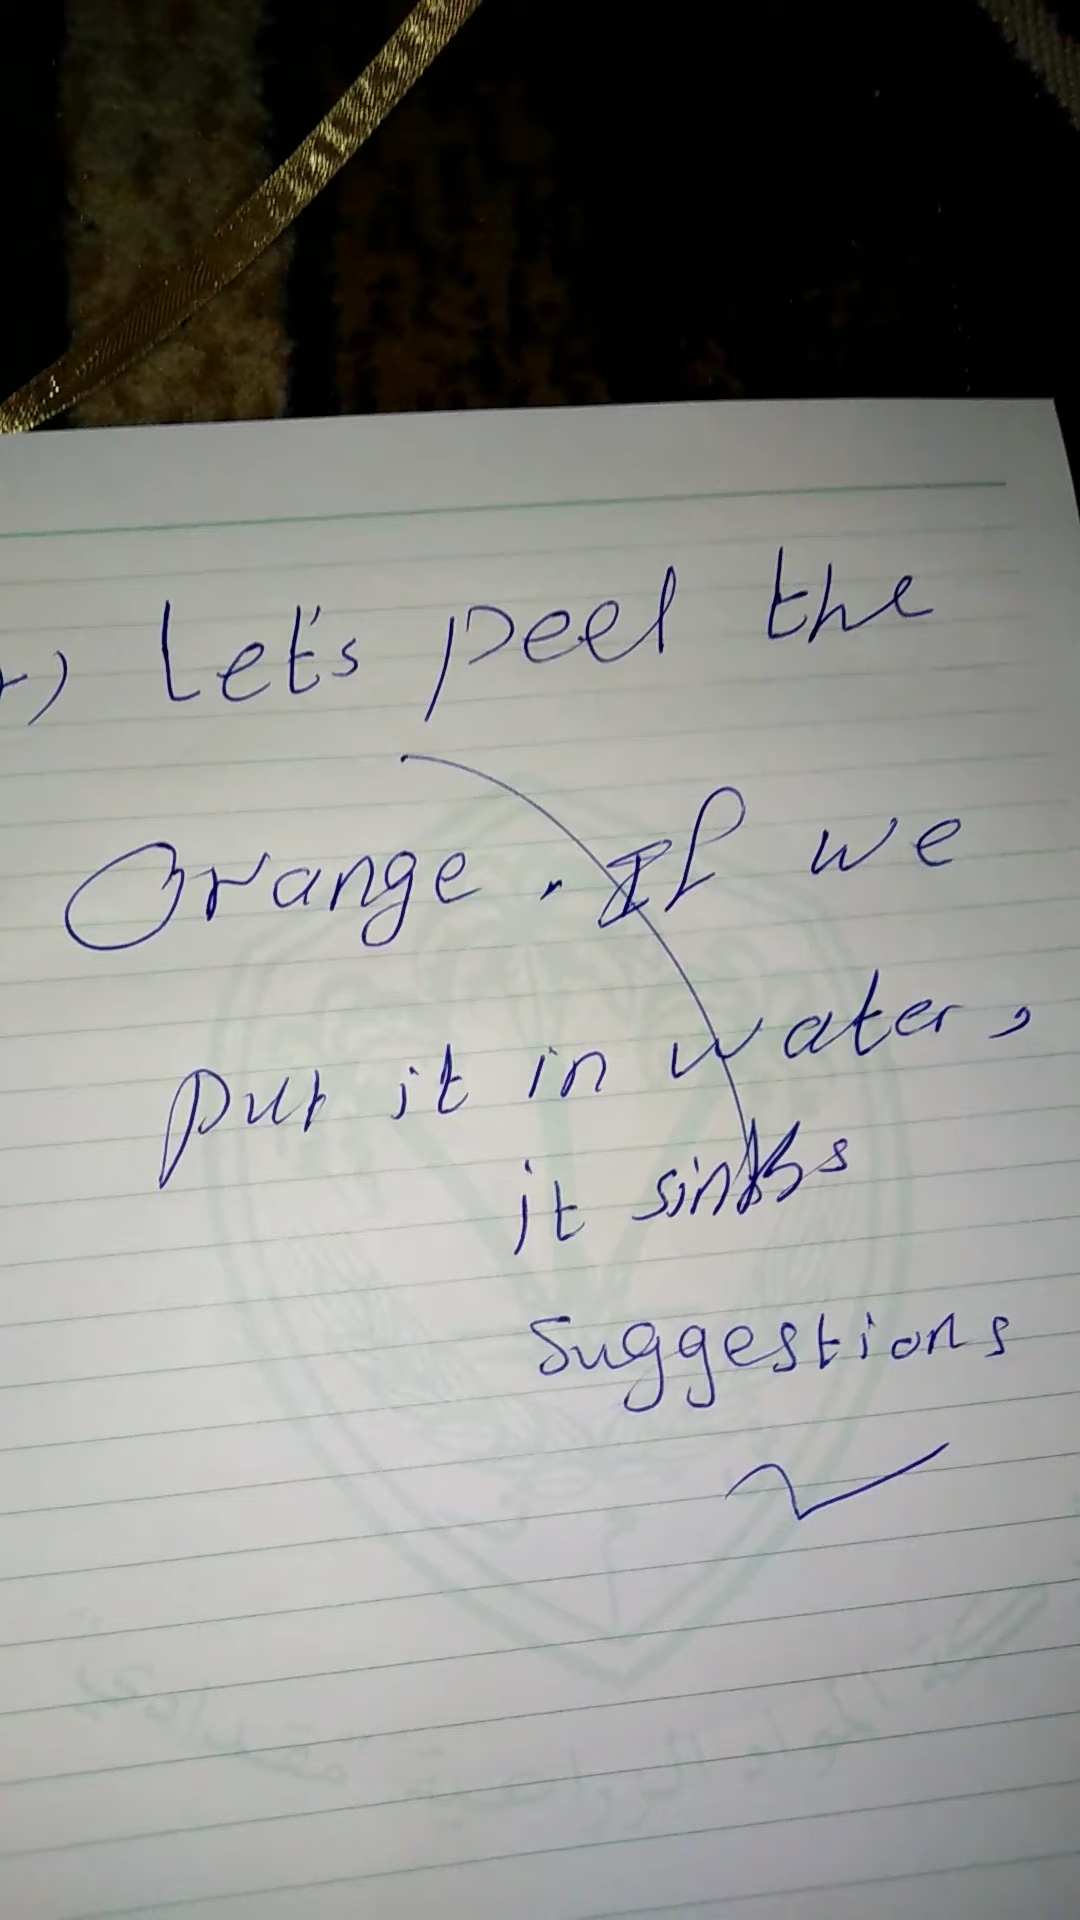 ) Let's peel the
Orange. If we
put it in water,
it sinks
Suggestions